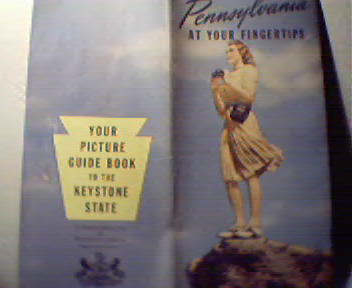 Pennsylvania
AT YOUR FINGERTIPS
YOUR
PICTURE
GUIDE BOOK
TO THE
KEYSTONE
STATE